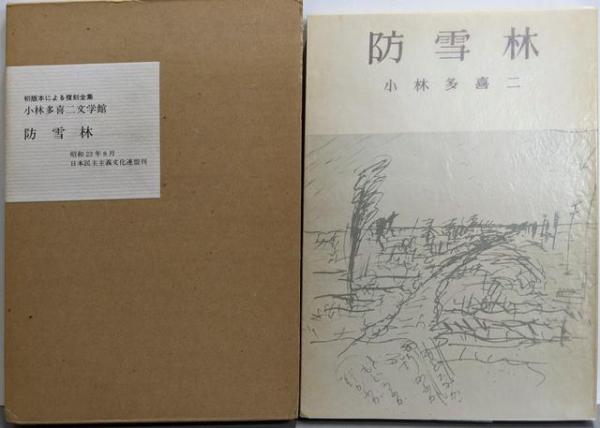 初版本による復刻全集
小林多喜二文学館
防雪林
昭和23年8月
日本民主主義文化連盟刊
防雪林
小林多喜二